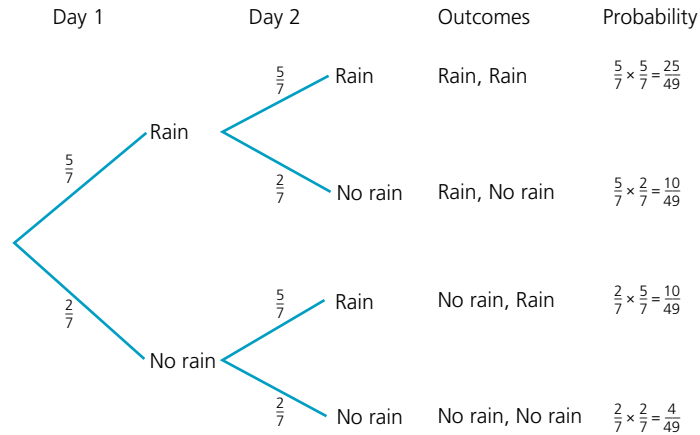 Day 1 Day 2 Outcomes Probability
5/7 Rain Rain, Rain 5/7 × 5/7 = 25/49
Rain
5/7
2/7 No rain Rain, No rain 5/7 × 2/7 = 10/49
5/7 Rain No rain, Rain 2/7 × 5/7 = 10/49
2/7
No rain
2/7 No rain No rain, No rain 2/7 × 2/7 = 4/49